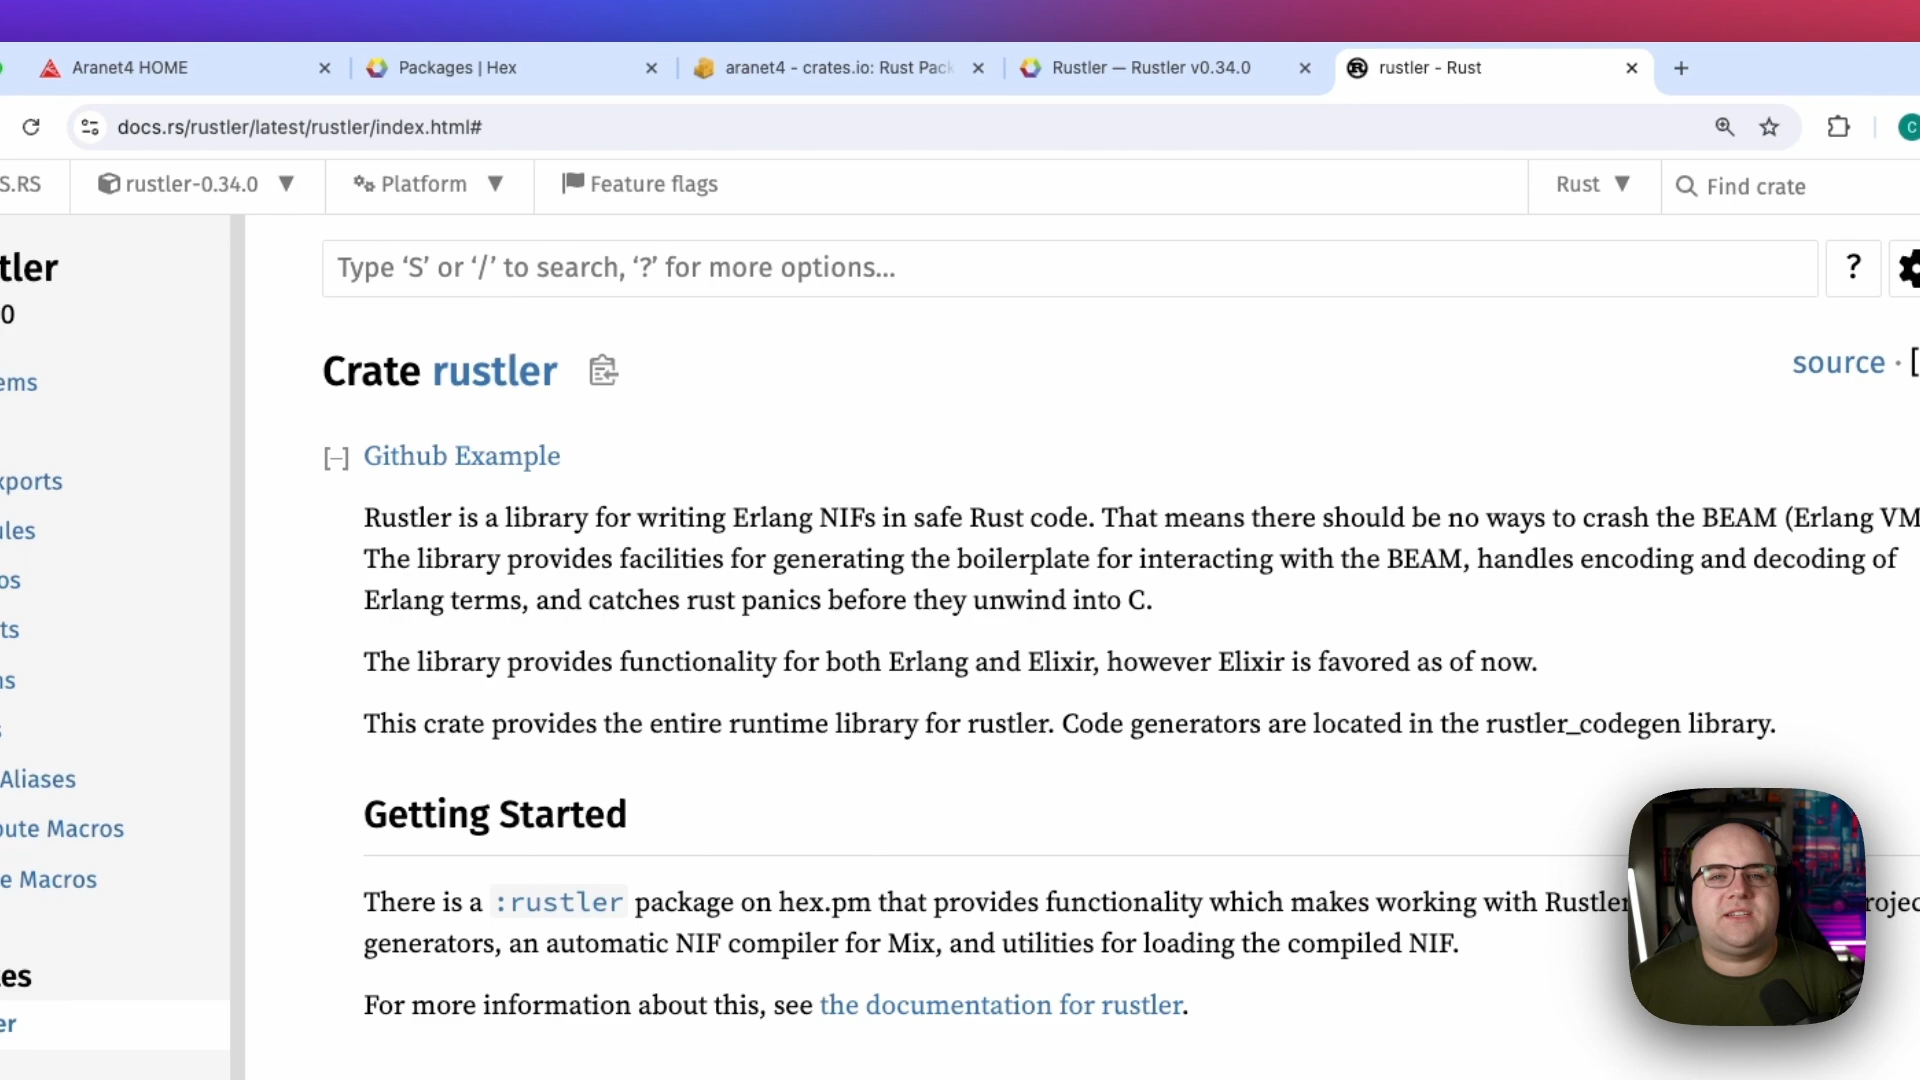 Aranet4 HOME
Packages | Hex
aranet4 - crates.io: Rust Pack
Rustler — Rustler v0.34.0
rustler - Rust
docs.rs/rustler/latest/rustler/index.html#
C
S.RS
rustler-0.34.0
Platform
Feature flags
Rust
Find crate
tler
0
ems
xports
ules
os
ts
ns
s
Aliases
bute Macros
e Macros
es
er
Type ‘S’ or ‘/’ to search, ‘?’ for more options…
?
Crate rustler
source · [
[−] Github Example
Rustler is a library for writing Erlang NIFs in safe Rust code. That means there should be no ways to crash the BEAM (Erlang VM
The library provides facilities for generating the boilerplate for interacting with the BEAM, handles encoding and decoding of
Erlang terms, and catches rust panics before they unwind into C.
The library provides functionality for both Erlang and Elixir, however Elixir is favored as of now.
This crate provides the entire runtime library for rustler. Code generators are located in the rustler_codegen library.
Getting Started
There is a :rustler package on hex.pm that provides functionality which makes working with Rustler rojec
generators, an automatic NIF compiler for Mix, and utilities for loading the compiled NIF.
For more information about this, see the documentation for rustler.